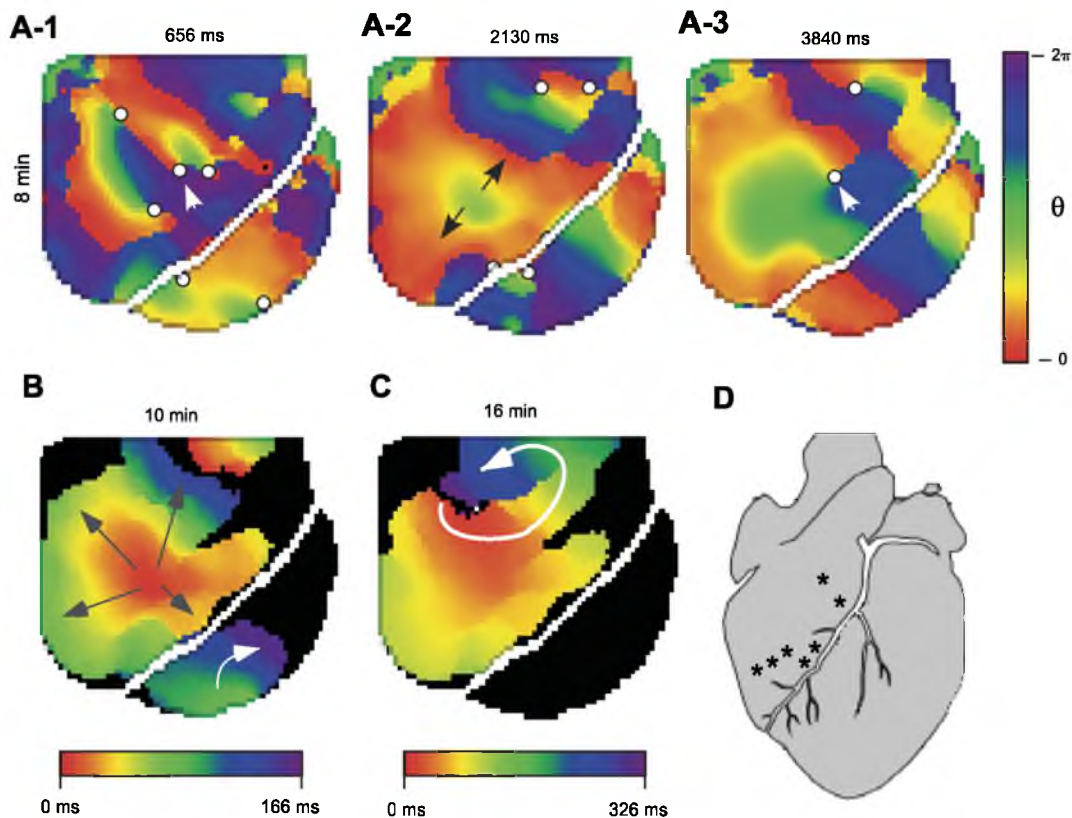 A-1
656 ms
A-2
2130 ms
A-3
3840 ms
8 min
– 2π
θ
– 0
B
10 min
C
16 min
D
* * * * * * *
0 ms
166 ms
0 ms
326 ms